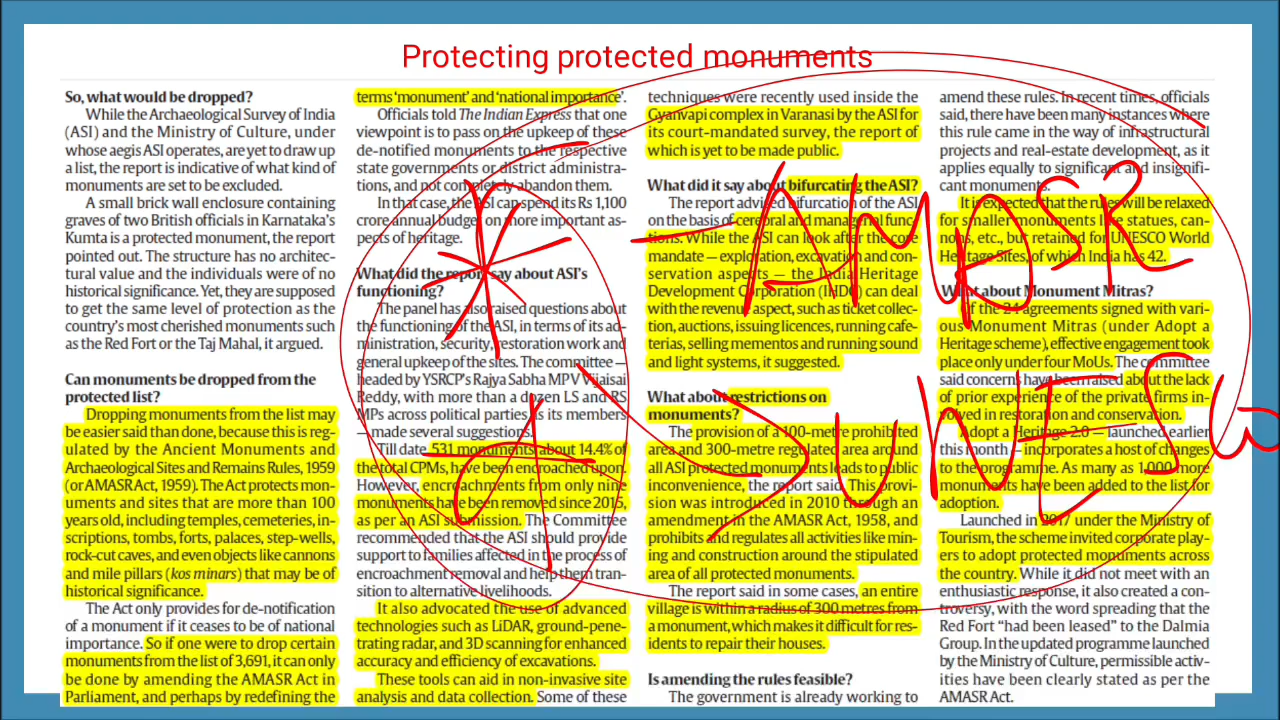 Protecting protected monuments
So, what would be dropped?
While the Archaeological Survey of India
(ASI) and the Ministry of Culture, under
whose aegis ASI operates, are yet to draw up
a list, the report is indicative of what kind of
monuments are set to be excluded.
A small brick wall enclosure containing
graves of two British officials in Karnataka's
Kumta is a protected monument, the report
pointed out. The structure has no architec-
tural value and the individuals were of no
historical significance. Yet, they are supposed
to get the same level of protection as the
country's most cherished monuments such
as the Red Fort or the Taj Mahal, it argued.
Can monuments be dropped from the
protected list?
Dropping monuments from the list may
be easier said than done, because this is reg-
ulated by the Ancient Monuments and
Archaeological Sites and Remains Rules, 1959
(or AMASR Act, 1959). The Act protects mon-
uments and sites that are more than 100
years old, including temples, cemeteries, in-
scriptions, tombs, forts, palaces, step-wells,
rock-cut caves, and even objects like cannons
and mile pillars (kos minars) that may be of
historical significance.
The Act only provides for de-notification
of a monument if it ceases to be of national
importance. So if one were to drop certain
monuments from the list of 3,691, it can only
be done by amending the AMASR Act in
Parliament, and perhaps by redefining the
terms 'monument' and 'national importance'.
Officials told The Indian Express that one
viewpoint is to pass on the upkeep of these
de-notified monuments to the respective
state governments or district administra-
tions, and not completely abandon them.
In that case, the ASI can spend its Rs 1,100
crore annual budget on more important as-
pects of heritage.
What did the report say about ASI's
functioning?
The panel has also raised questions about
the functioning of the ASI, in terms of its ad-
ministration, security, restoration work and
general upkeep of the sites. The committee —
headed by YSRCP's Rajya Sabha MP V Vijaisai
Reddy, with more than a dozen LS and RS
MPs across political parties, as its members
— made several suggestions.
Till date 531 monuments, about 14.4% of
the total CPMs, have been encroached upon.
However, encroachments from only nine
monuments have been removed since 2015,
as per an ASI submission. The Committee
recommended that the ASI should provide
support to families affected in the process of
encroachment removal and help them tran-
sition to alternative livelihoods.
It also advocated the use of advanced
technologies such as LiDAR, ground-pene-
trating radar, and 3D scanning for enhanced
accuracy and efficiency of excavations.
These tools can aid in non-invasive site
analysis and data collection. Some of these
techniques were recently used inside the
Gyanvapi complex in Varanasi by the ASI for
its court-mandated survey, the report of
which is yet to be made public.
What did it say about bifurcating the ASI?
The report advised bifurcation of the ASI
on the basis of cerebral and managerial func-
tions. While the ASI can look after the core
mandate — exploration, excavation and con-
servation aspects — the India Heritage
Development Corporation (IHDC) can deal
with the revenue aspect, such as ticket collec-
tion, auctions, issuing licences, running cafe-
terias, selling mementos and running sound
and light systems, it suggested.
What about restrictions on
monuments?
The provision of a 100-metre prohibited
area and 300-metre regulated area around
all ASI protected monuments leads to public
inconvenience, the report said. This provi-
sion was introduced in 2010 through an
amendment in the AMASR Act, 1958, and
prohibits and regulates all activities like min-
ing and construction around the stipulated
area of all protected monuments.
The report said in some cases, an entire
village is within a radius of 300 metres from
a monument, which makes it difficult for res-
idents to repair their houses.
Is amending the rules feasible?
The government is already working to
amend these rules. In recent times, officials
said, there have been many instances where
this rule came in the way of infrastructural
projects and real-estate development, as it
applies equally to significant and insignifi-
cant monuments.
It is expected that the rules will be relaxed
for smaller monuments like statues, can-
nons, etc., but retained for UNESCO World
Heritage Sites, of which India has 42.
What about Monument Mitras?
Of the 24 agreements signed with vari-
ous Monument Mitras (under Adopt a
Heritage scheme), effective engagement took
place only under four MoUs. The committee
said concerns have been raised about the lack
of prior experience of the private firms in-
volved in restoration and conservation.
Adopt a Heritage 2.0 — launched earlier
this month — incorporates a host of changes
to the programme. As many as 1,000 more
monuments have been added to the list for
adoption.
Launched in 2017 under the Ministry of
Tourism, the scheme invited corporate play-
ers to adopt protected monuments across
the country. While it did not meet with an
enthusiastic response, it also created a con-
troversy, with the word spreading that the
Red Fort "had been leased" to the Dalmia
Group. In the updated programme launched
by the Ministry of Culture, permissible activ-
ities have been clearly stated as per the
AMASR Act.